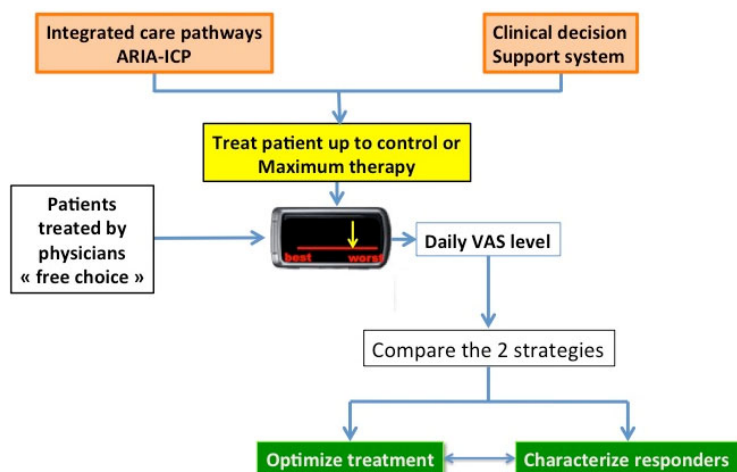 Integrated care pathways
ARIA-ICP
Clinical decision
Support system
Treat patient up to control or
Maximum therapy
Patients
treated by
physicians
« free choice »
best worst
Daily VAS level
Compare the 2 strategies
Optimize treatment
Characterize responders